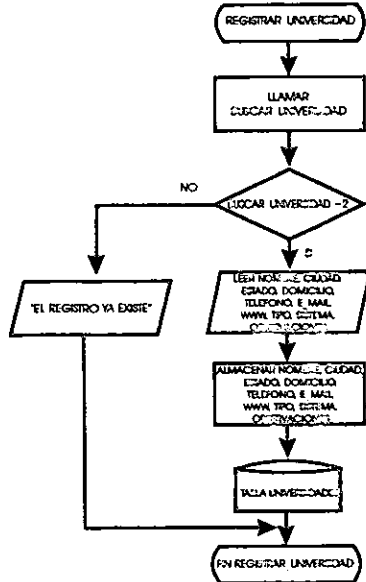 REGISTRAR UNIVERSIDAD
LLAMAR
BUSCAR UNIVERSIDAD
BUSCAR UNIVERSIDAD =2
NO
LEER NOMBRE, CIUDAD,
ESTADO, DOMICILIO,
TELEFONO, E MAIL,
WWW, TIPO, SISTEMA,
OBSERVACIONES
"EL REGISTRO YA EXISTE"
ALMACENAR NOMBRE, CIUDAD,
ESTADO, DOMICILIO,
TELEFONO, E MAIL,
WWW, TIPO, SISTEMA,
OBSERVACIONES
TABLA UNIVERSIDADES
FIN REGISTRAR UNIVERSIDAD